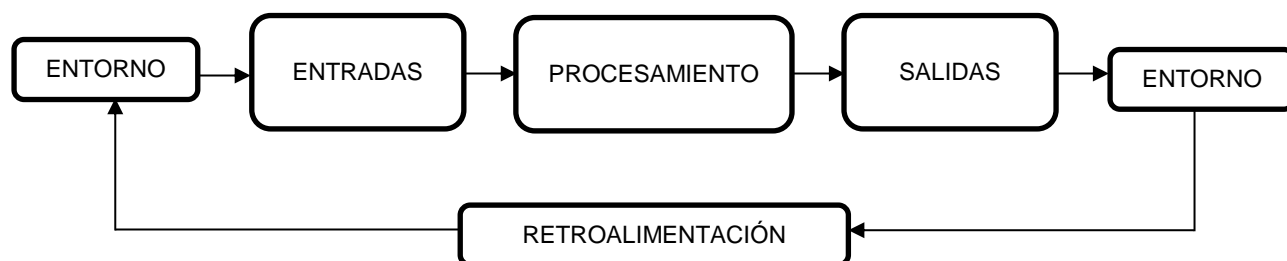 ENTORNO
ENTRADAS
PROCESAMIENTO
SALIDAS
ENTORNO
RETROALIMENTACIÓN